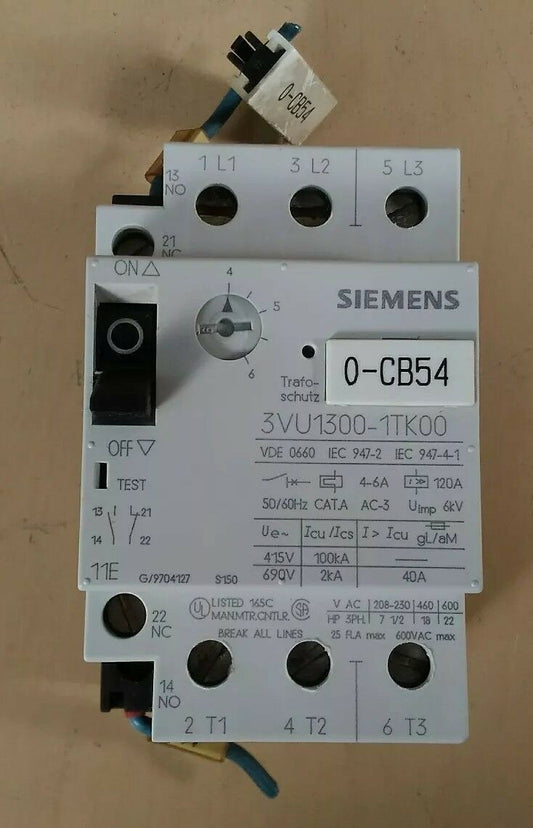 0-CB54
1 L1 3 L2 5 L3
13
NO
21
NC
ON △
4
5
6
SIEMENS
Trafo-
schutz
0-CB54
3VU1300-1TK00
OFF ▽
VDE 0660 IEC 947-2 IEC 947-4-1
TEST
4-6A I> 120A
50/60Hz CAT.A AC-3 Uimp 6kV
13 21
14 22
Ue~ Icu/Ics I > Icu gL/aM
415V 100kA ——
690V 2kA 40A
11E G/9704127 S150
UL LISTED 165C SA
MAN.MTR.CNTLR.
V AC 208-230 460 600
HP 3PH. 7 1/2 18 22
BREAK ALL LINES 25 FLA max 600VAC max
22
NC
14
NO
2 T1 4 T2 6 T3